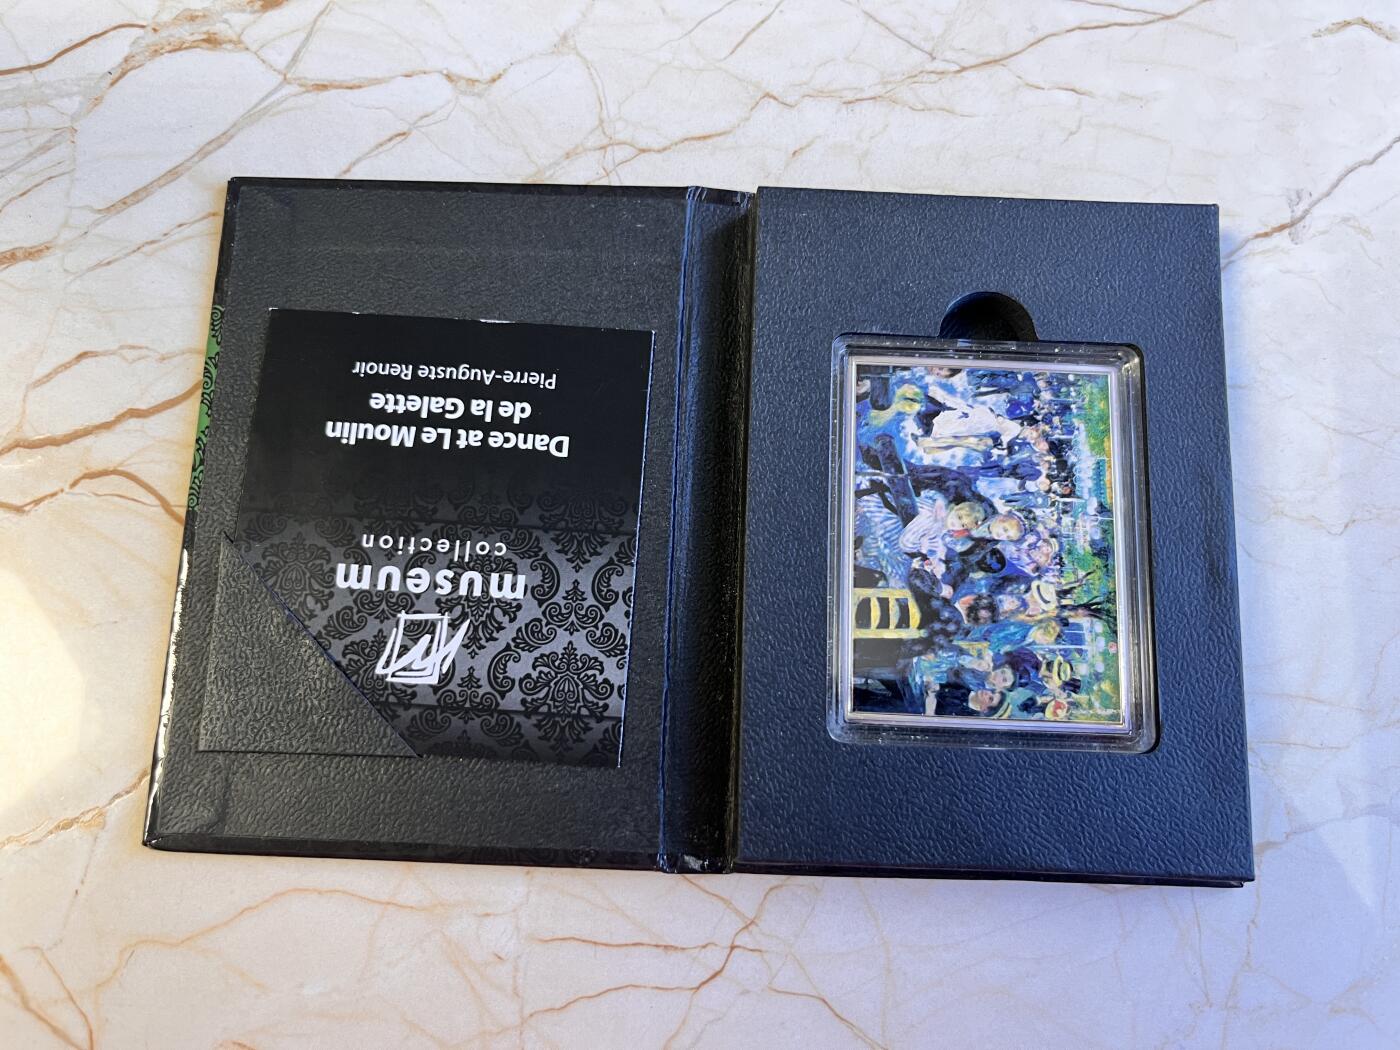 museum
collection
Dance at Le Moulin
de la Galette
Pierre-Auguste Renoir